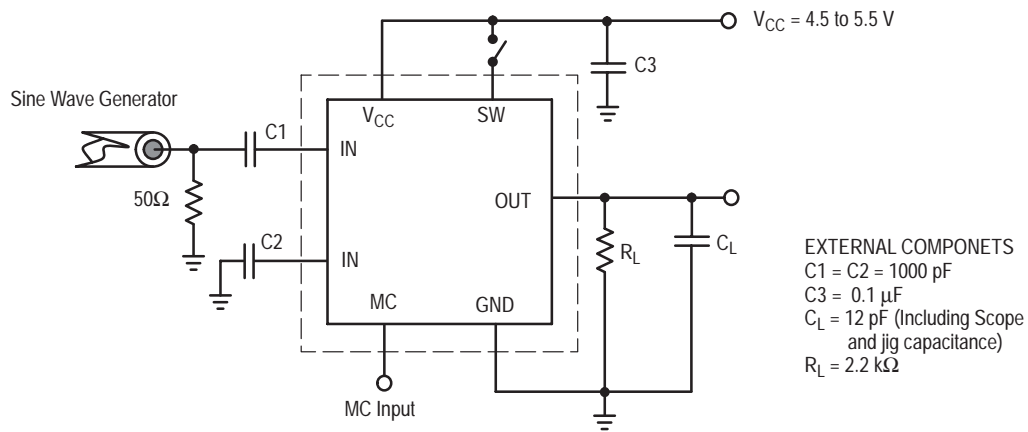 V_CC = 4.5 to 5.5 V
C3
Sine Wave Generator
V_CC
SW
C1
IN
50Ω
OUT
C2
IN
R_L
C_L
MC
GND
MC Input
EXTERNAL COMPONETS
C1 = C2 = 1000 pF
C3 = 0.1 μF
C_L = 12 pF (Including Scope
and jig capacitance)
R_L = 2.2 kΩ